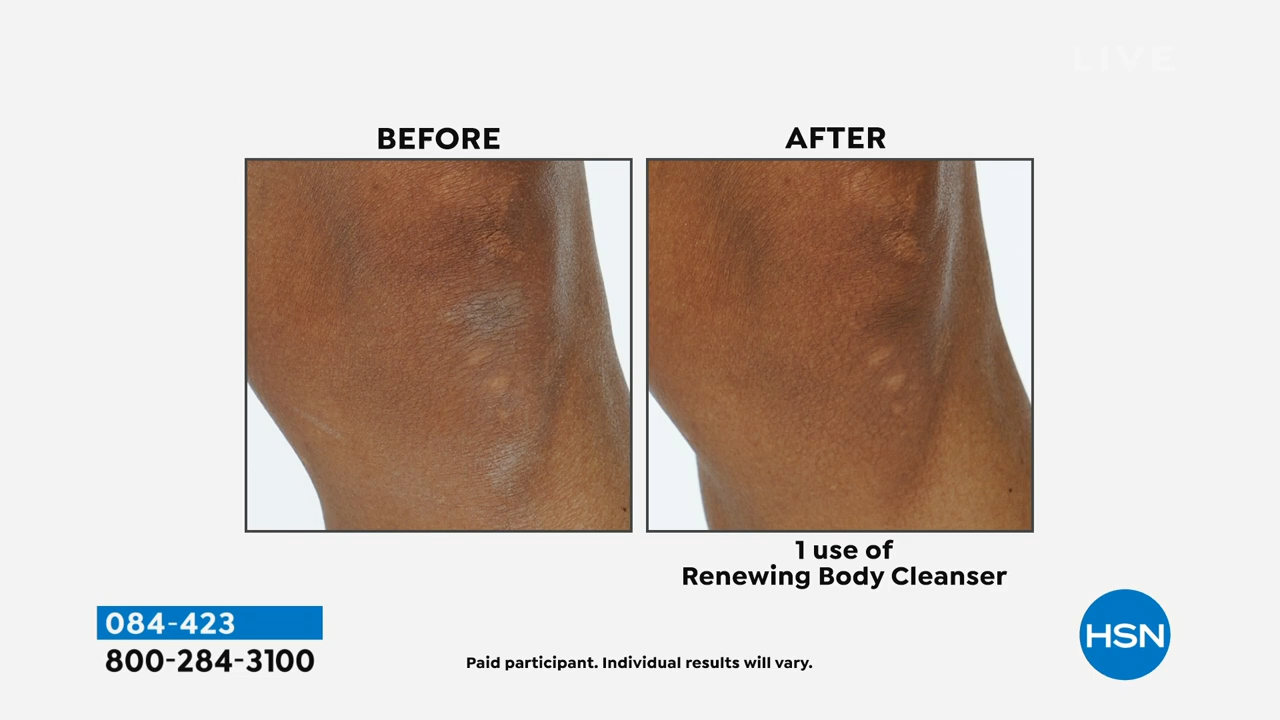 LIVE
BEFORE
AFTER
1 use of
Renewing Body Cleanser
084-423
800-284-3100
Paid participant. Individual results will vary.
HSN